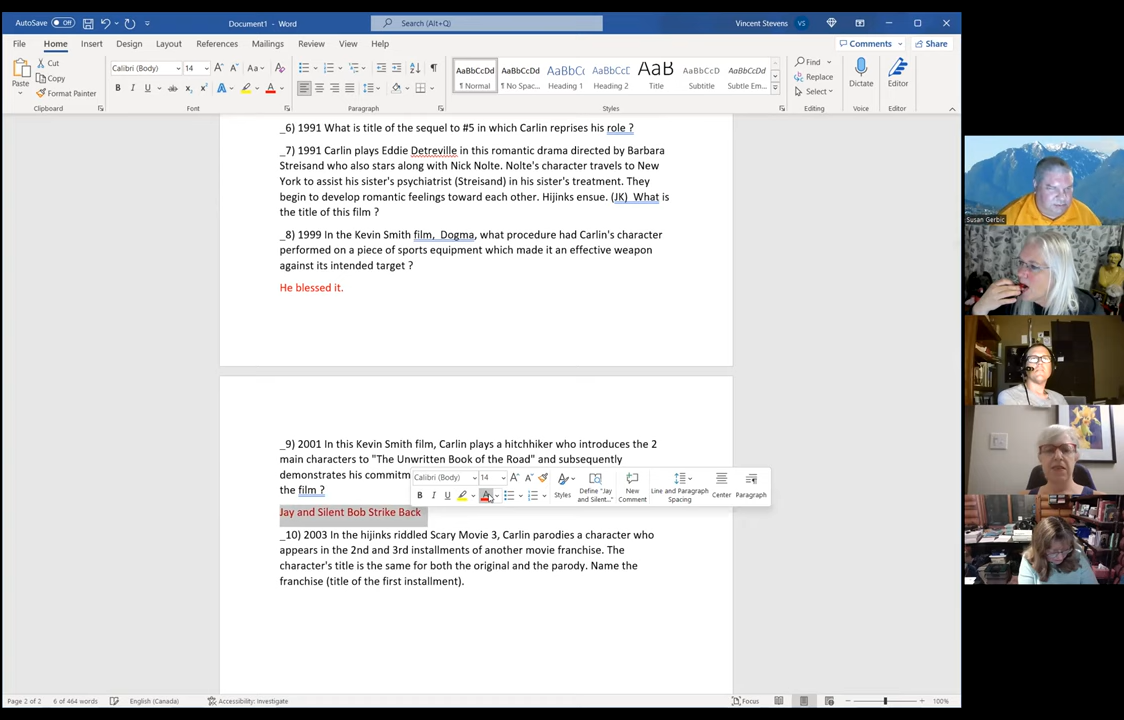 AutoSave Off Document1 - Word Search (Alt+Q) Vincent Stevens VS
File Home Insert Design Layout References Mailings Review View Help Comments Share
Paste Cut Copy Format Painter Clipboard
Calibri (Body) 14 Aa B I U ab x₂ x² A A Font
Paragraph
AaBbCcDd ¶ Normal AaBbCcDd ¶ No Spac... AaBbCc Heading 1 AaBbCcD Heading 2 AaB Title AaBbCcDd Subtitle AaBbCcDd Subtle Em... Styles
Find Replace Select Editing
Dictate Voice
Editor Editor
_6) 1991 What is title of the sequel to #5 in which Carlin reprises his role ?
_7) 1991 Carlin plays Eddie Detreville in this romantic drama directed by Barbara
Streisand who also stars along with Nick Nolte. Nolte's character travels to New
York to assist his sister's psychiatrist (Streisand) in his sister's treatment. They
begin to develop romantic feelings toward each other. Hijinks ensue. (JK)  What is
the title of this film ?
_8) 1999 In the Kevin Smith film,  Dogma, what procedure had Carlin's character
performed on a piece of sports equipment which made it an effective weapon
against its intended target ?
He blessed it.
_9) 2001 In this Kevin Smith film, Carlin plays a hitchhiker who introduces the 2
main characters to "The Unwritten Book of the Road" and subsequently
demonstrates his commitm
the film ?
Calibri (Body) 14 B I U A Styles Define "Jay and Silent..." New Comment Line and Paragraph Spacing Center Paragraph
Jay and Silent Bob Strike Back
_10) 2003 In the hijinks riddled Scary Movie 3, Carlin parodies a character who
appears in the 2nd and 3rd installments of another movie franchise. The
character's title is the same for both the original and the parody. Name the
franchise (title of the first installment).
Susan Gerbic
Page 2 of 2 6 of 464 words English (Canada) Accessibility: Investigate Focus 100%